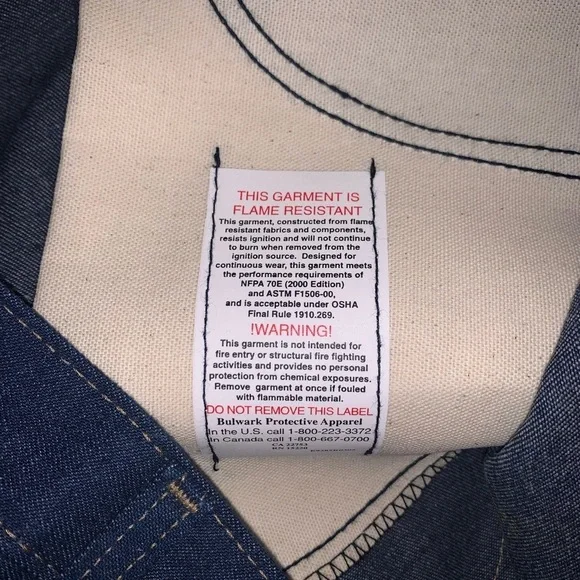 THIS GARMENT IS
FLAME RESISTANT
This garment, constructed from flame
resistant fabrics and components,
resists ignition and will not continue
to burn when removed from the
ignition source. Designed for
continuous wear, this garment meets
the performance requirements of
NFPA 70E (2000 Edition)
and ASTM F1506-00,
and is acceptable under OSHA
Final Rule 1910.269.
!WARNING!
This garment is not intended for
fire entry or structural fire fighting
activities and provides no personal
protection from chemical exposures.
Remove garment at once if fouled
with flammable material.
DO NOT REMOVE THIS LABEL
Bulwark Protective Apparel
In the U.S. call 1-800-223-3372
In Canada call 1-800-667-0700